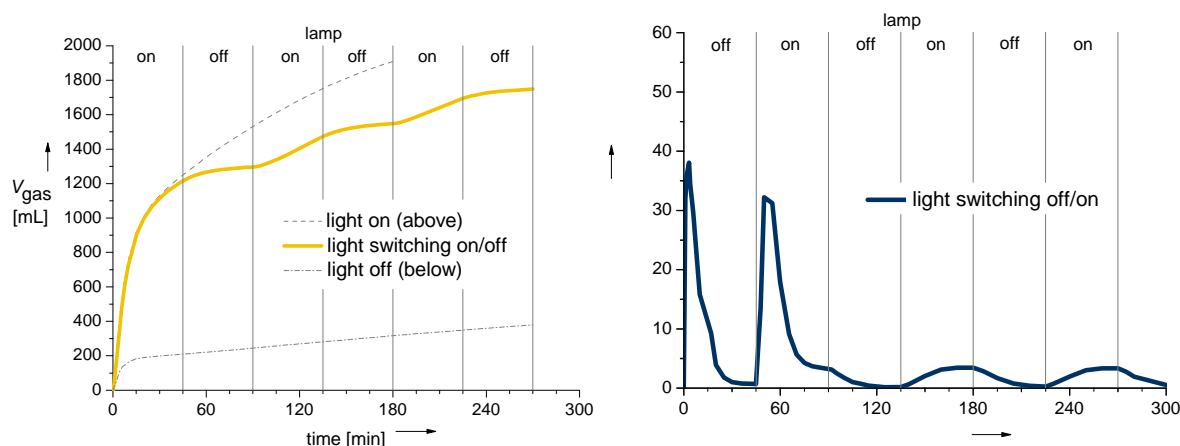 lamp
on off on off on off
2000
1800
1600
1400
1200
1000
800
600
400
200
0
Vgas
[mL]
light on (above)
light switching on/off
light off (below)
0 60 120 180 240 300
time [min]
lamp
off on off on off on
60
50
40
30
20
10
0
light switching off/on
0 60 120 180 240 300